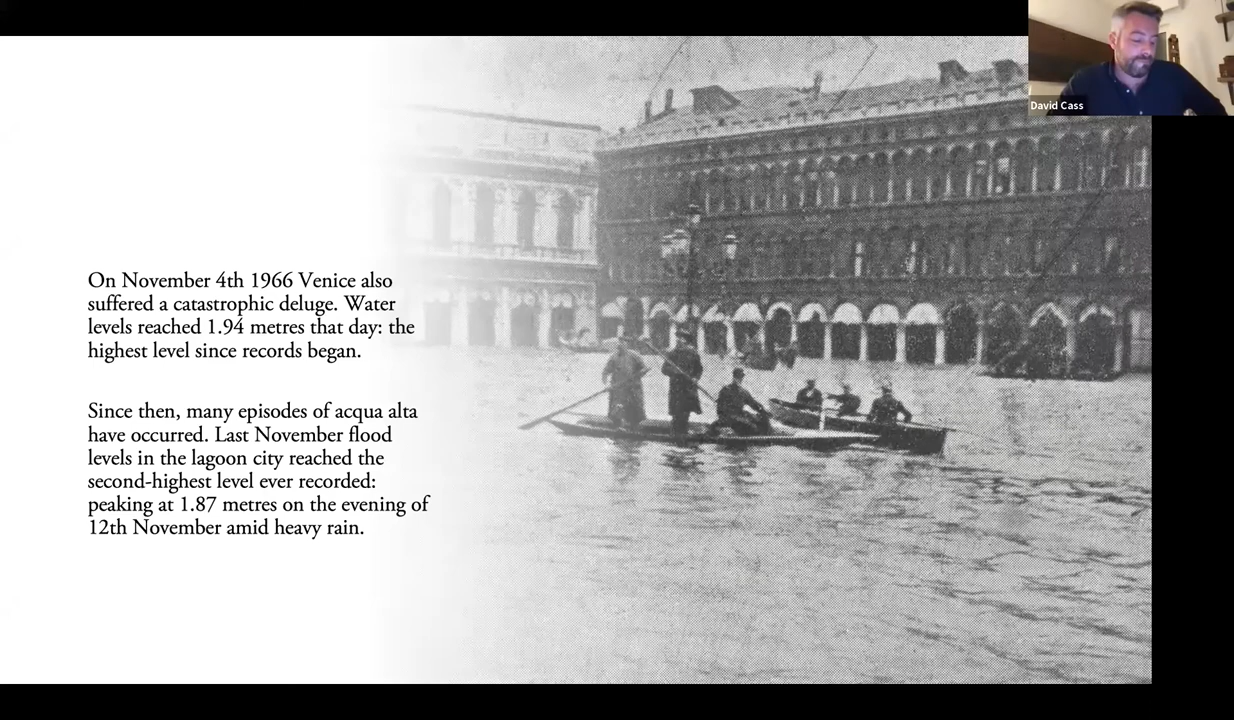 David Cass
On November 4th 1966 Venice also
suffered a catastrophic deluge. Water
levels reached 1.94 metres that day: the
highest level since records began.
Since then, many episodes of acqua alta
have occurred. Last November flood
levels in the lagoon city reached the
second-highest level ever recorded:
peaking at 1.87 metres on the evening of
12th November amid heavy rain.